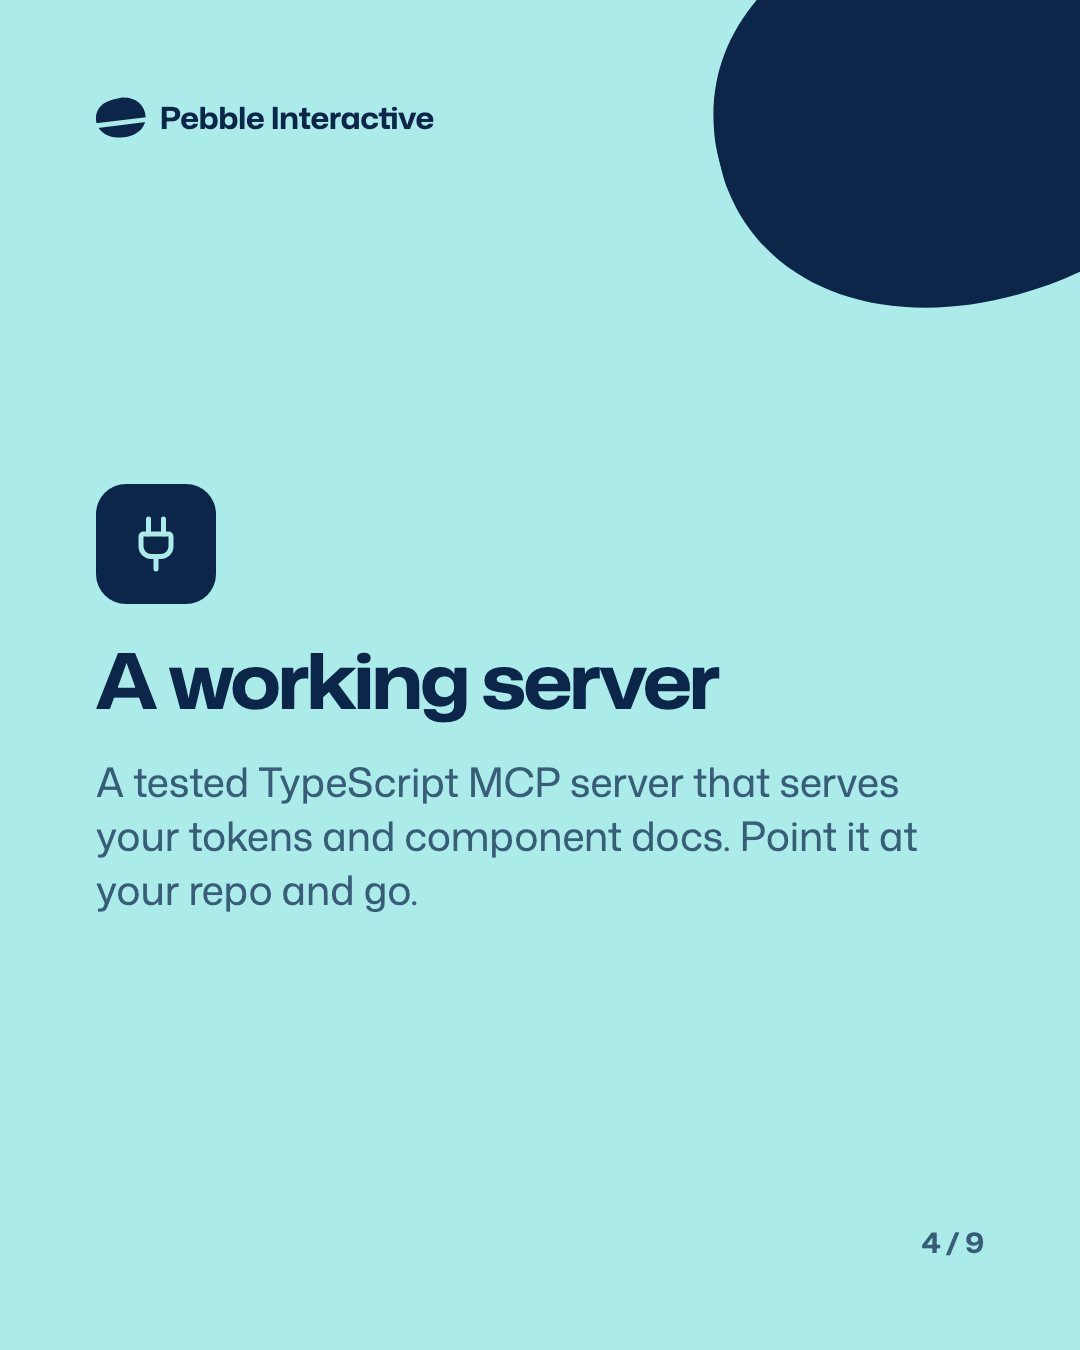 Pebble Interactive
A working server
A tested TypeScript MCP server that serves
your tokens and component docs. Point it at
your repo and go.
4 / 9